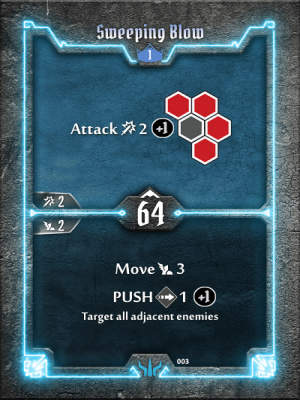 Sweeping Blow
1
Attack 2 +1
2
64
2
Move 3
PUSH 1 +1
Target all adjacent enemies
003